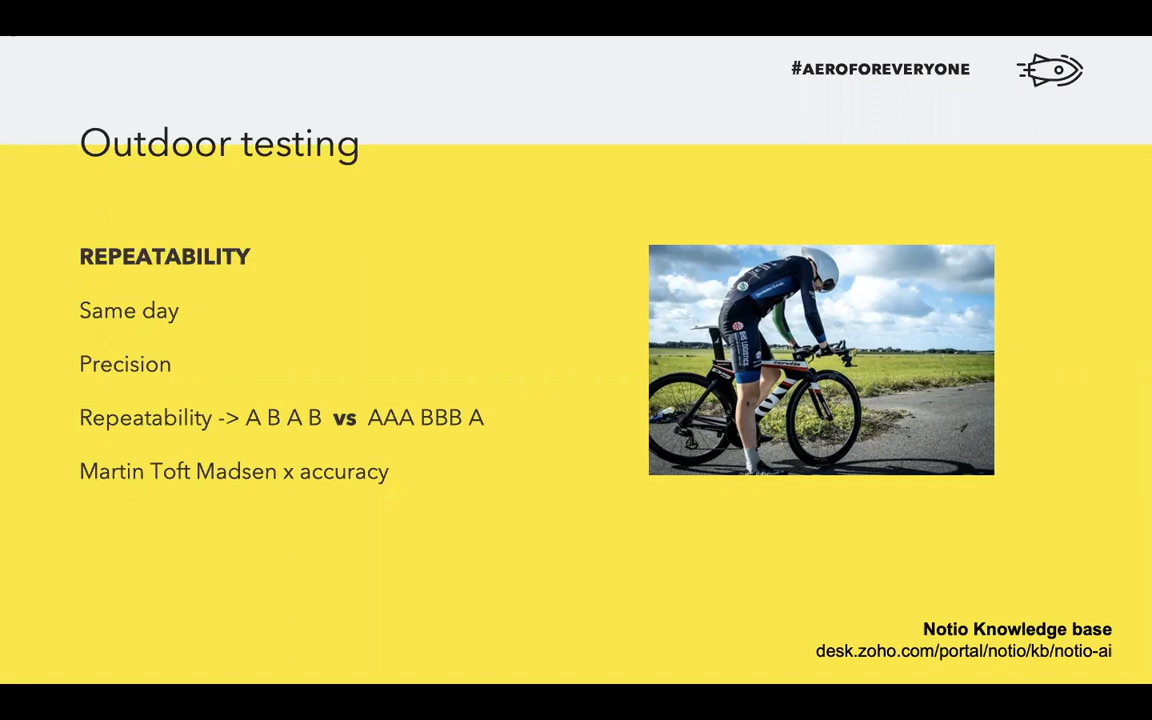 #AEROFOREVERYONE
Outdoor testing
REPEATABILITY
Same day
Precision
Repeatability -> A B A B vs AAA BBB A
Martin Toft Madsen x accuracy
Notio Knowledge base
desk.zoho.com/portal/notio/kb/notio-ai